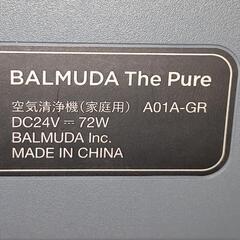 BALMUDA The Pure
空気清浄機(家庭用) A01A-GR
DC24V⎓72W
BALMUDA Inc.
MADE IN CHINA